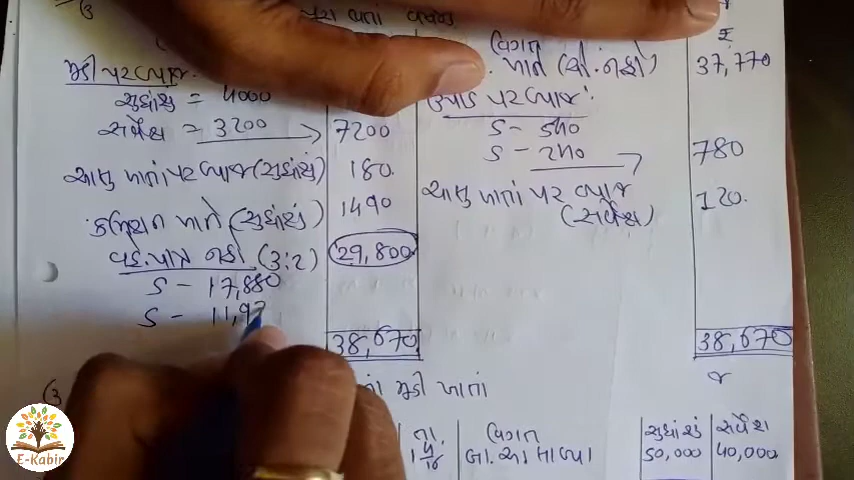 વિગત
₹
મૂડી પર વ્યાજ.
. ખાતે (ચો. નફો) 37,770
સુધાંશું = 4000
ઉપાડ પર વ્યાજ:
સર્વેશ = 3200 → 7200
S - 540
S - 240 → 780
ચાલુ ખાતાં પર વ્યાજ (સુધાંશું) 180.
ચાલુ ખાતાં પર વ્યાજ
(સર્વેશ) 120.
કમિશન ખાતે (સુધાંશું) 1490
વહેં.પાત્ર નફો (3:2) 29,800
S - 17,880
S - 11,92
38,670 38,670
મૂડી ખાતાં
તા. વિગત સુધાંશું સર્વેશ
બા. આ લાવ્યા 50,000 40,000
E-Kabir